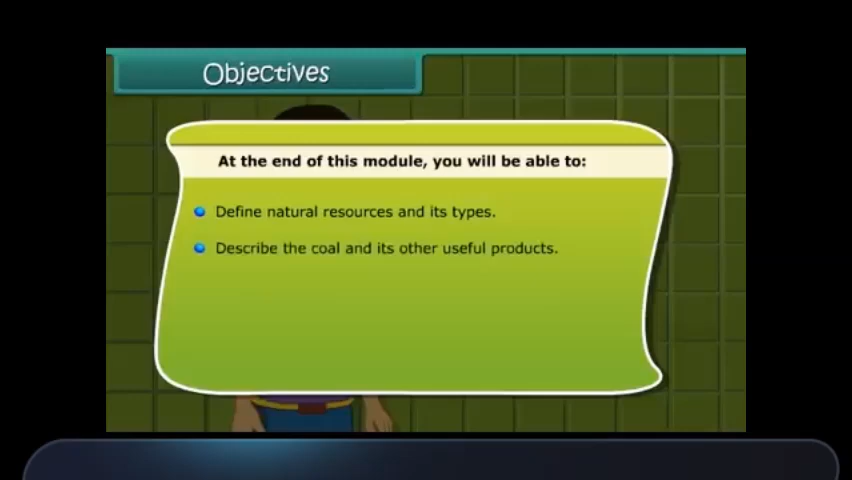 Objectives
At the end of this module, you will be able to:
Define natural resources and its types.
Describe the coal and its other useful products.